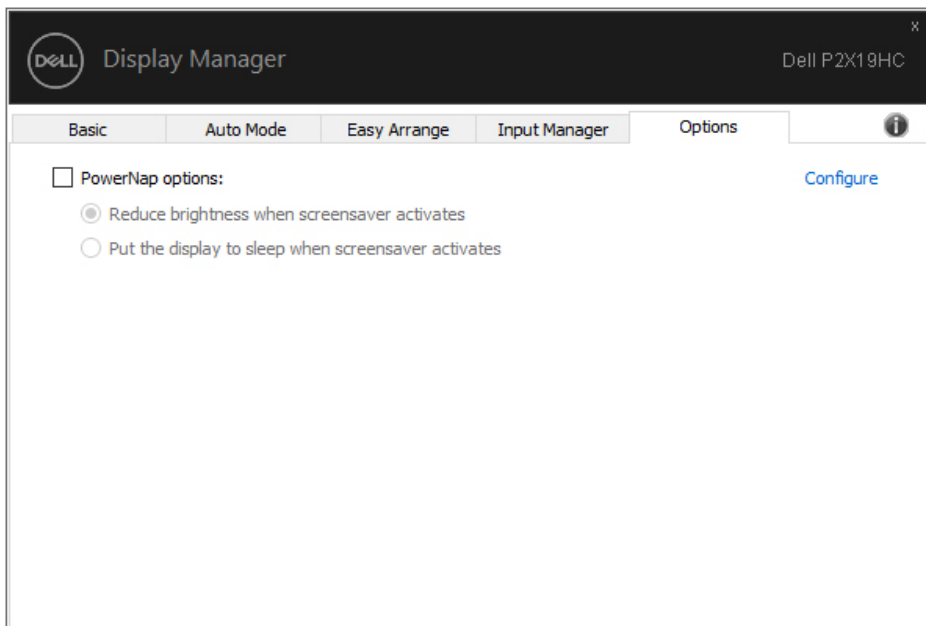 x
DELL Display Manager Dell P2X19HC
Basic Auto Mode Easy Arrange Input Manager Options i
PowerNap options: Configure
Reduce brightness when screensaver activates
Put the display to sleep when screensaver activates